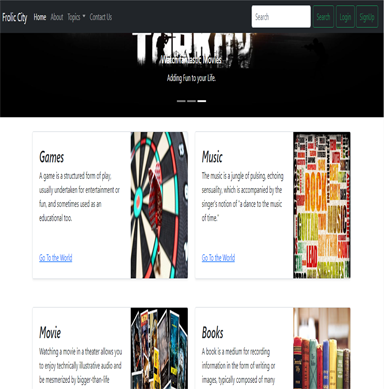 Frolic City Home About Topics Contact Us Search Search Login SignUp
Adding Fun to your Life.
Games
A game is a structured form of play,
usually undertaken for entertainment or
fun, and sometimes used as an
educational too.
Go To the World
Music
The music is a jungle of pulsing, echoing
sensuality, which is accompanied by the
singer's notion of "a dance to the music
of time."
Go To the World
ROCK
MUSIC
LEAD
Movie
Watching a movie in a theater allows you
to enjoy technically illustrative audio and
be mesmerized by bigger-than-life
Books
A book is a medium for recording
information in the form of writing or
images, typically composed of many